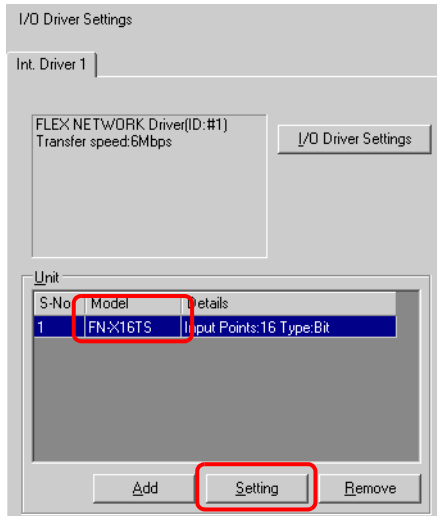 I/O Driver Settings
Int. Driver 1
FLEX NETWORK Driver(ID:#1)
Transfer speed:6Mbps
I/O Driver Settings
Unit
S-No Model Details
1 FN-X16TS Input Points:16 Type:Bit
Add Setting Remove